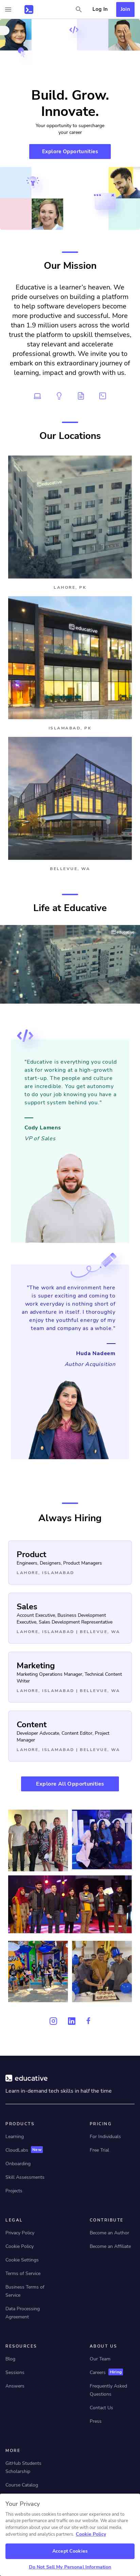 Log In
Join
Build. Grow.
Innovate.
Your opportunity to supercharge
your career
Explore Opportunities
Our Mission
Educative is a learner's heaven. We
pride ourselves on building a platform
to help software developers become
more productive and successful. More
than 1.9 million users across the world
trust us to upskill themselves, start
lucrative careers, or even accelerate
professional growth. We invite you to
embark on this extraordinary journey of
learning, impact and growth with us.
Our Locations
LAHORE, PK
educative
ISLAMABAD, PK
BELLEVUE, WA
Life at Educative
educative
"Educative is everything you could
ask for working at a high-growth
start-up. The people and culture
are incredible. You get autonomy
to do your job knowing you have a
support system behind you."
Cody Lamens
VP of Sales
"The work and environment here
is super exciting and coming to
work everyday is nothing short of
an adventure in itself. I thoroughly
enjoy the youthful energy of my
team and company as a whole."
Huda Nadeem
Author Acquisition
Always Hiring
Product
Engineers, Designers, Product Managers
LAHORE, ISLAMABAD
Sales
Account Executive, Business Development
Executive, Sales Development Representative
LAHORE, ISLAMABAD | BELLEVUE, WA
Marketing
Marketing Operations Manager, Technical Content
Writer
LAHORE, ISLAMABAD | BELLEVUE, WA
Content
Developer Advocate, Content Editor, Project
Manager
LAHORE, ISLAMABAD | BELLEVUE, WA
Explore All Opportunities
educative
Learn in-demand tech skills in half the time
PRODUCTS
Learning
CloudLabs New
Onboarding
Skill Assessments
Projects
PRICING
For Individuals
Free Trial
LEGAL
Privacy Policy
Cookie Policy
Cookie Settings
Terms of Service
Business Terms of
Service
Data Processing
Agreement
CONTRIBUTE
Become an Author
Become an Affiliate
RESOURCES
Blog
Sessions
Answers
ABOUT US
Our Team
Careers Hiring
Frequently Asked
Questions
Contact Us
Press
MORE
GitHub Students
Scholarship
Course Catalog
Your Privacy
This website uses cookies to enhance user experience and to
analyze performance and traffic on our website. We also share
information about your use of our site with our social media,
advertising and analytics partners. Cookie Policy
Accept Cookies
Do Not Sell My Personal Information